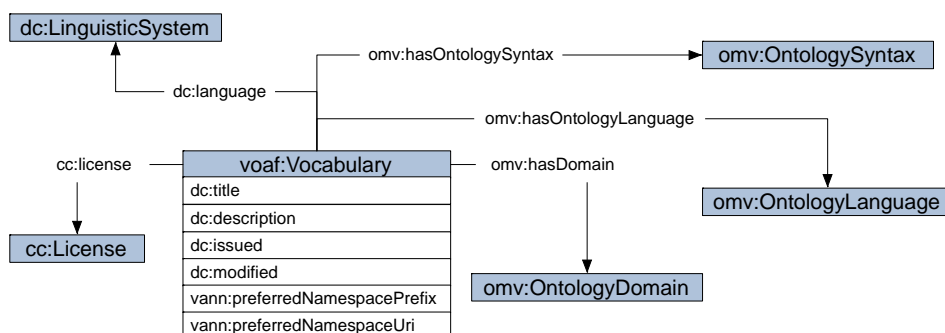 dc:LinguisticSystem
omv:hasOntologySyntax
omv:OntologySyntax
dc:language
omv:hasOntologyLanguage
cc:license
voaf:Vocabulary
omv:hasDomain
dc:title
omv:OntologyLanguage
dc:description
cc:License
dc:issued
dc:modified
omv:OntologyDomain
vann:preferredNamespacePrefix
vann:preferredNamespaceUri